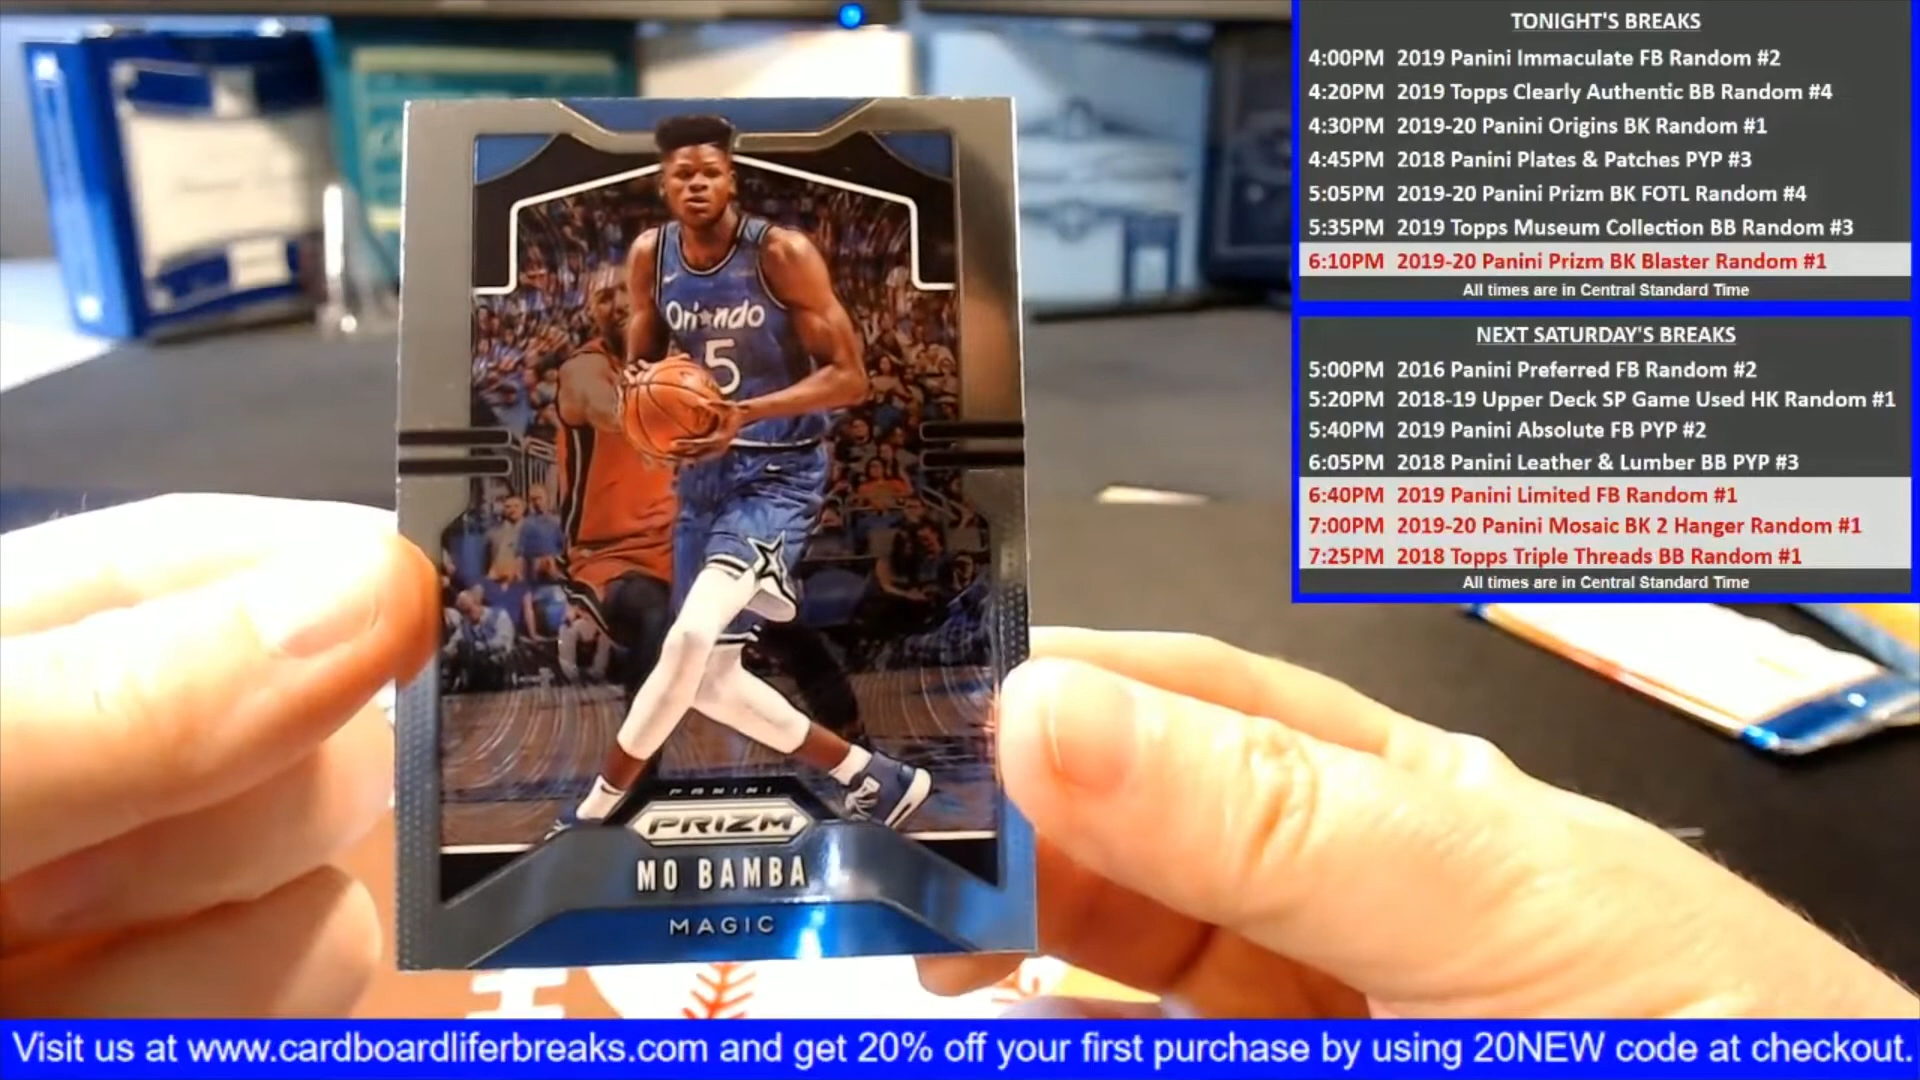 TONIGHT'S BREAKS
4:00PM 2019 Panini Immaculate FB Random #2
4:20PM 2019 Topps Clearly Authentic BB Random #4
4:30PM 2019-20 Panini Origins BK Random #1
4:45PM 2018 Panini Plates & Patches PYP #3
5:05PM 2019-20 Panini Prizm BK FOTL Random #4
5:35PM 2019 Topps Museum Collection BB Random #3
6:10PM 2019-20 Panini Prizm BK Blaster Random #1
All times are in Central Standard Time
NEXT SATURDAY'S BREAKS
5:00PM 2016 Panini Preferred FB Random #2
5:20PM 2018-19 Upper Deck SP Game Used HK Random #1
5:40PM 2019 Panini Absolute FB PYP #2
6:05PM 2018 Panini Leather & Lumber BB PYP #3
6:40PM 2019 Panini Limited FB Random #1
7:00PM 2019-20 Panini Mosaic BK 2 Hanger Random #1
7:25PM 2018 Topps Triple Threads BB Random #1
All times are in Central Standard Time
Orlando
5
PANINI
PRIZM
MO BAMBA
MAGIC
Visit us at www.cardboardliferbreaks.com and get 20% off your first purchase by using 20NEW code at checkout.